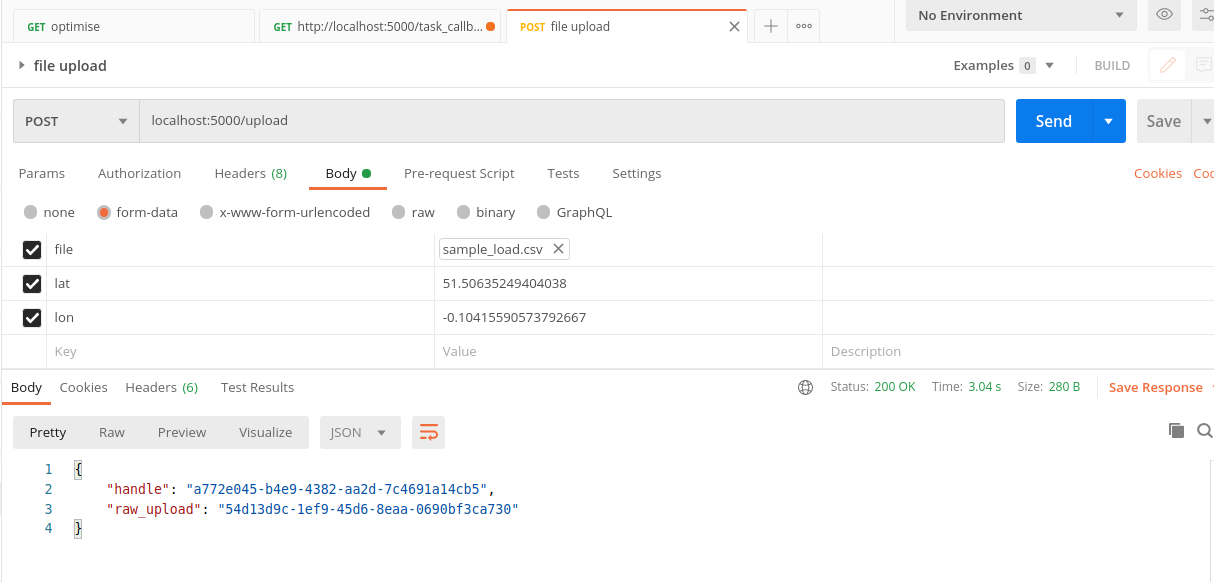 GET optimise GET http://localhost:5000/task_callb... POST file upload No Environment
file upload Examples 0 BUILD
POST localhost:5000/upload Send Save
Params Authorization Headers (8) Body Pre-request Script Tests Settings Cookies
none form-data x-www-form-urlencoded raw binary GraphQL
file sample_load.csv
lat 51.50635249404038
lon -0.10415590573792667
Key Value Description
Body Cookies Headers (6) Test Results Status: 200 OK Time: 3.04 s Size: 280 B Save Response
Pretty Raw Preview Visualize JSON
1 {
2 "handle": "a772e045-b4e9-4382-aa2d-7c4691a14cb5",
3 "raw_upload": "54d13d9c-1ef9-45d6-8eaa-0690bf3ca730"
4 }